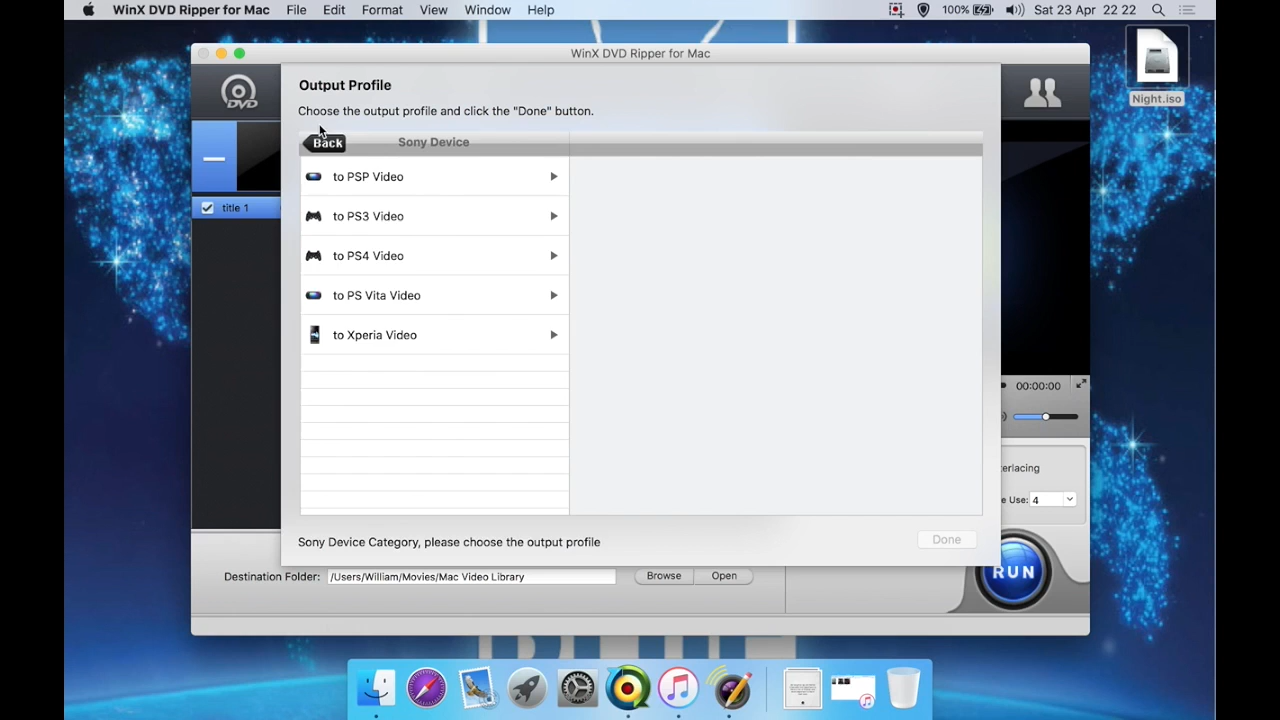 WinX DVD Ripper for Mac File Edit Format View Window Help 100% Sat 23 Apr 22 22
WinX DVD Ripper for Mac
Night.iso
DVD
Output Profile
Choose the output profile and click the "Done" button.
Back Sony Device
to PSP Video
title 1
to PS3 Video
to PS4 Video
to PS Vita Video
to Xperia Video
00:00:00
erlacing
e Use: 4
Sony Device Category, please choose the output profile Done
Destination Folder: /Users/William/Movies/Mac Video Library Browse Open RUN